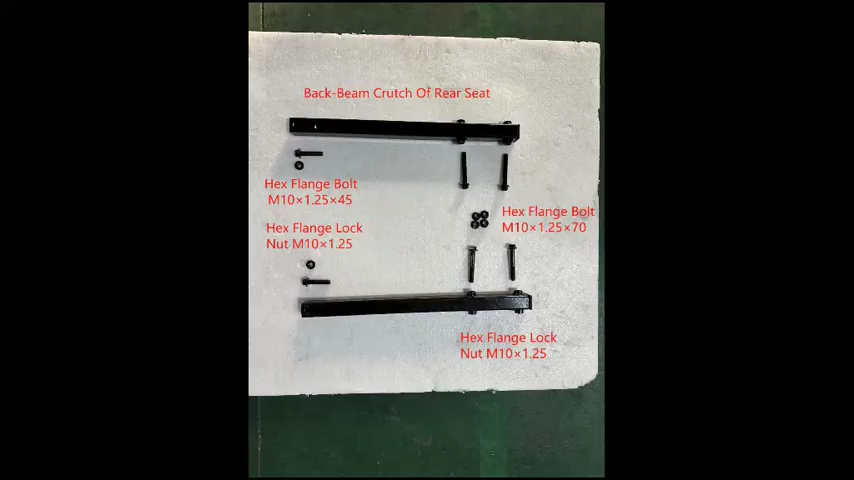 Back-Beam Crutch Of Rear Seat
Hex Flange Bolt
M10×1.25×45
Hex Flange Lock
Nut M10×1.25
Hex Flange Bolt
M10×1.25×70
Hex Flange Lock
Nut M10×1.25